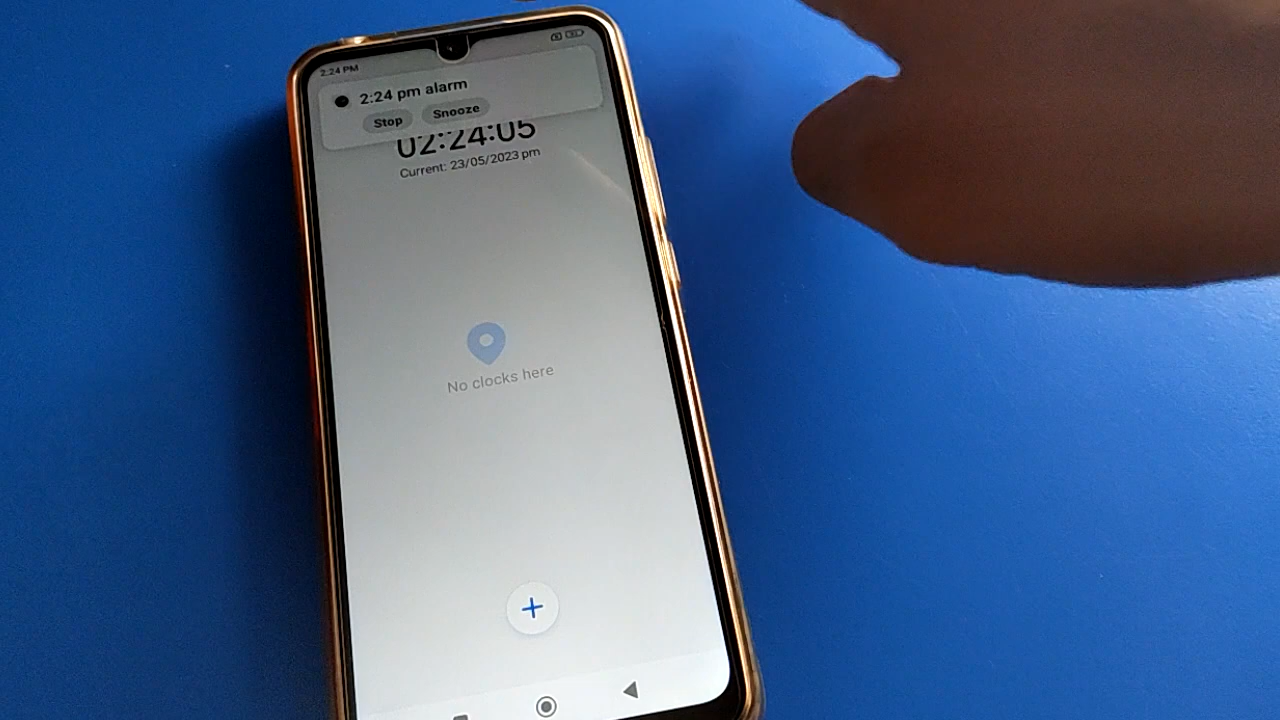 2:24 PM
2:24 pm alarm
Stop Snooze
02:24:05
Current: 23/05/2023 pm
No clocks here